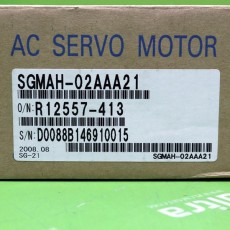 AC SERVO MOTOR
SGMAH-02AAA21
O/N: R12557-413
S/N: D0088B146910015
2008.08
SG-21
SGMAH-02AAA21